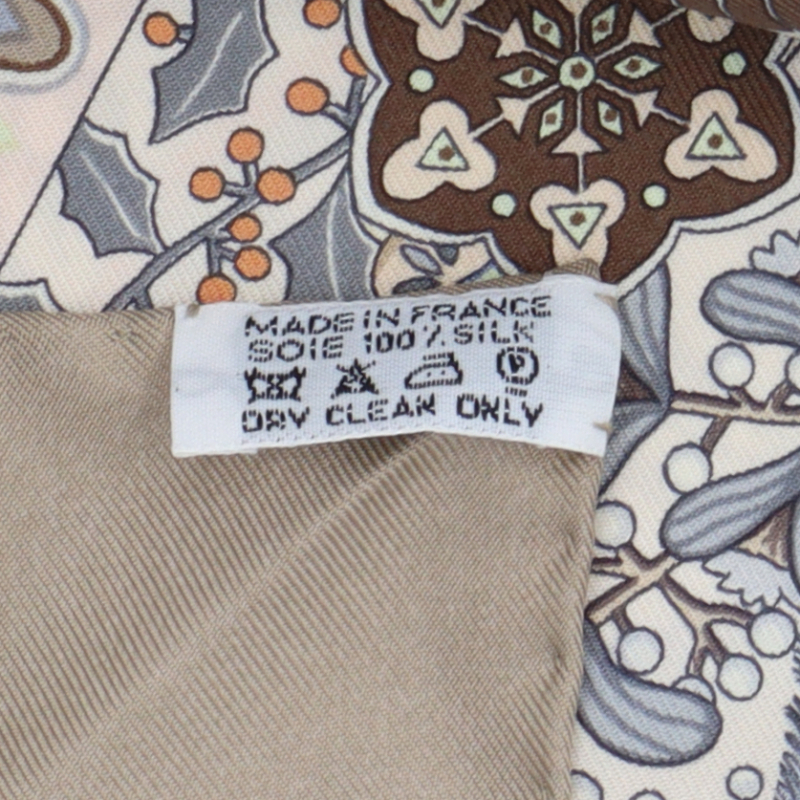 MADE IN FRANCE
SOIE 100% SILK
P
DRY CLEAN ONLY